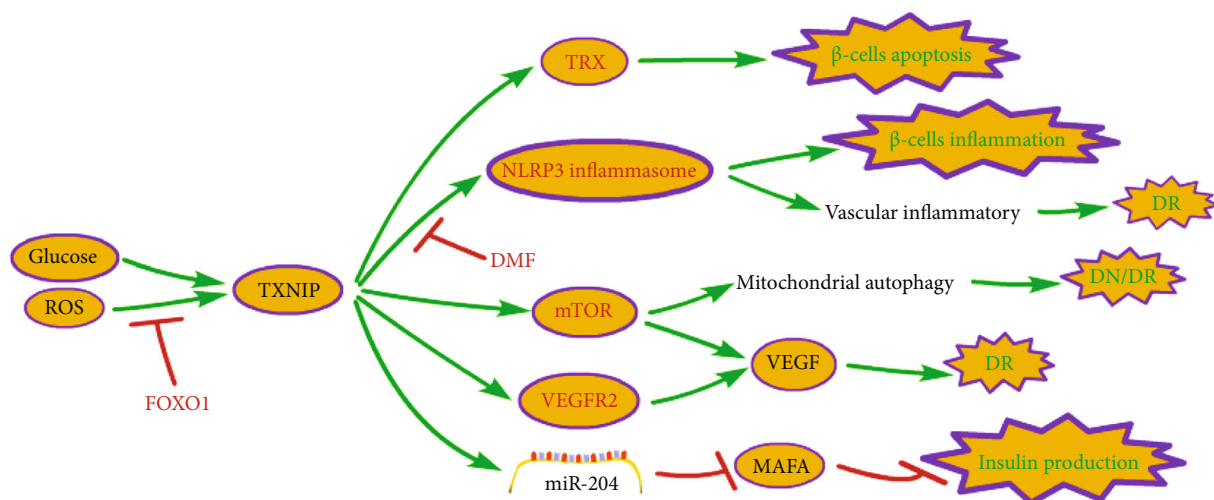 TRX
β-cells apoptosis
NLRP3 inflammasome
β-cells inflammation
Vascular inflammatory
DR
Glucose
ROS
TXNIP
DMF
FOXO1
mTOR
Mitochondrial autophagy
DN/DR
VEGFR2
VEGF
DR
miR-204
MAFA
Insulin production